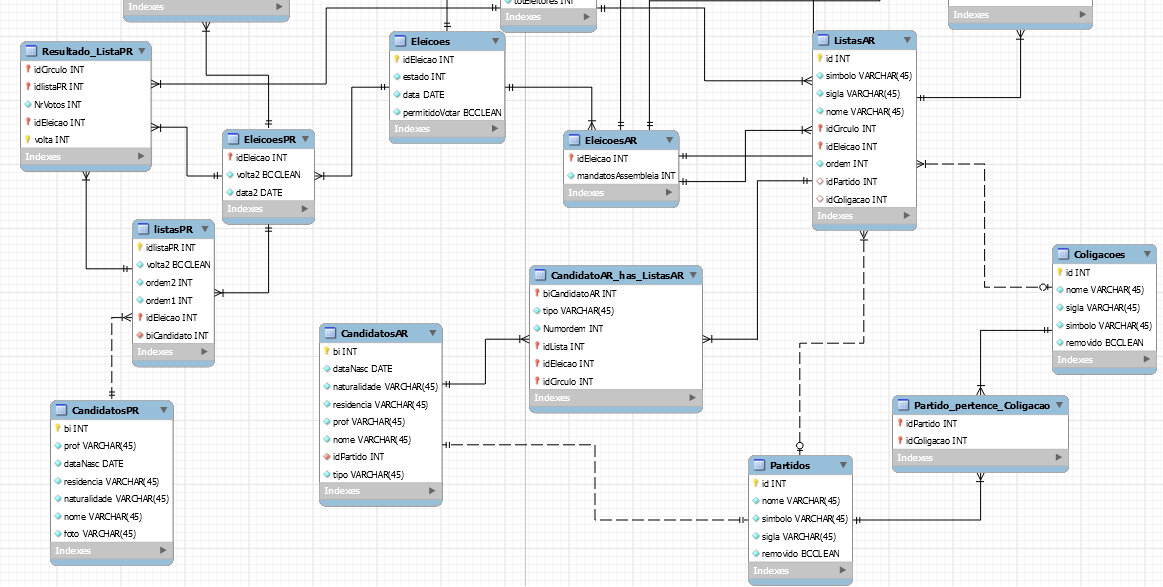 Indexes
totEleitores INT
Indexes
Indexes
Resultado_ListaPR
idCirculo INT
idlistaPR INT
NrVotos INT
idEleicao INT
volta INT
Indexes
Eleicoes
idEleicao INT
estado INT
data DATE
permitidoVotar BCCLEAN
Indexes
ListasAR
id INT
simbolo VARCHAR(45)
sigla VARCHAR(45)
nome VARCHAR(45)
idCirculo INT
idEleicao INT
ordem INT
idPartido INT
idColigacao INT
Indexes
EleicoesPR
idEleicao INT
volta2 BCCLEAN
data2 DATE
Indexes
EleicoesAR
idEleicao INT
mandatosAssembleia INT
Indexes
listasPR
idlistaPR INT
volta2 BCCLEAN
ordem2 INT
ordem1 INT
idEleicao INT
biCandidato INT
Indexes
Coligacoes
id INT
nome VARCHAR(45)
sigla VARCHAR(45)
simbolo VARCHAR(45)
removido BCCLEAN
Indexes
CandidatoAR_has_ListasAR
biCandidatoAR INT
tipo VARCHAR(45)
Numordem INT
idLista INT
idEleicao INT
idCirculo INT
Indexes
CandidatosAR
bi INT
dataNasc DATE
naturalidade VARCHAR(45)
residencia VARCHAR(45)
prof VARCHAR(45)
nome VARCHAR(45)
idPartido INT
tipo VARCHAR(45)
Indexes
Partido_pertence_Coligacao
idPartido INT
idColigacao INT
Indexes
CandidatosPR
bi INT
prof VARCHAR(45)
dataNasc DATE
residencia VARCHAR(45)
naturalidade VARCHAR(45)
nome VARCHAR(45)
foto VARCHAR(45)
Indexes
Partidos
id INT
nome VARCHAR(45)
simbolo VARCHAR(45)
sigla VARCHAR(45)
removido BCCLEAN
Indexes